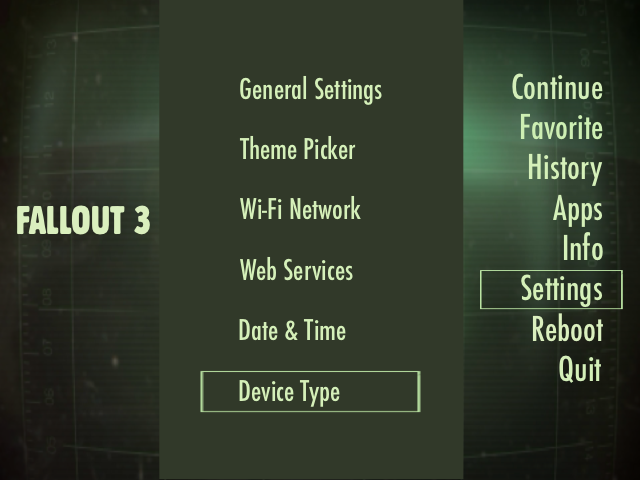 FALLOUT 3
General Settings
Theme Picker
Wi-Fi Network
Web Services
Date & Time
Device Type
Continue
Favorite
History
Apps
Info
Settings
Reboot
Quit